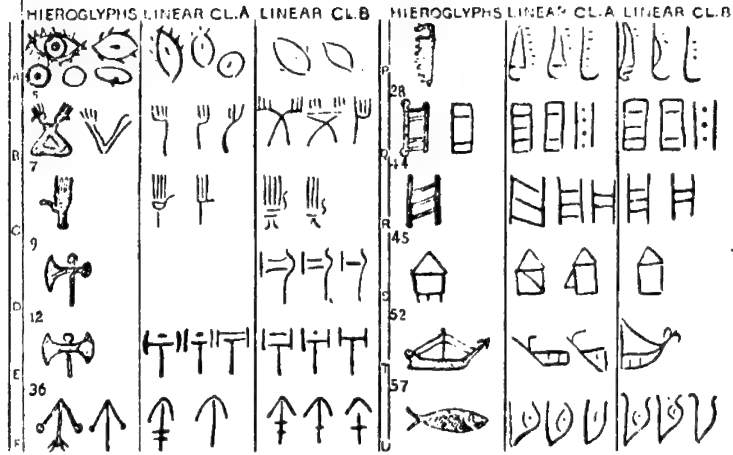 HIEROGLYPHS LINEAR CL.A LINEAR CL.B HIEROGLYPHS LINEAR CL.A LINEAR CL.B
A
5
B
7
C
9
D
12
E
36
F
P
28
Q
44
R
45
S
52
T
57
U